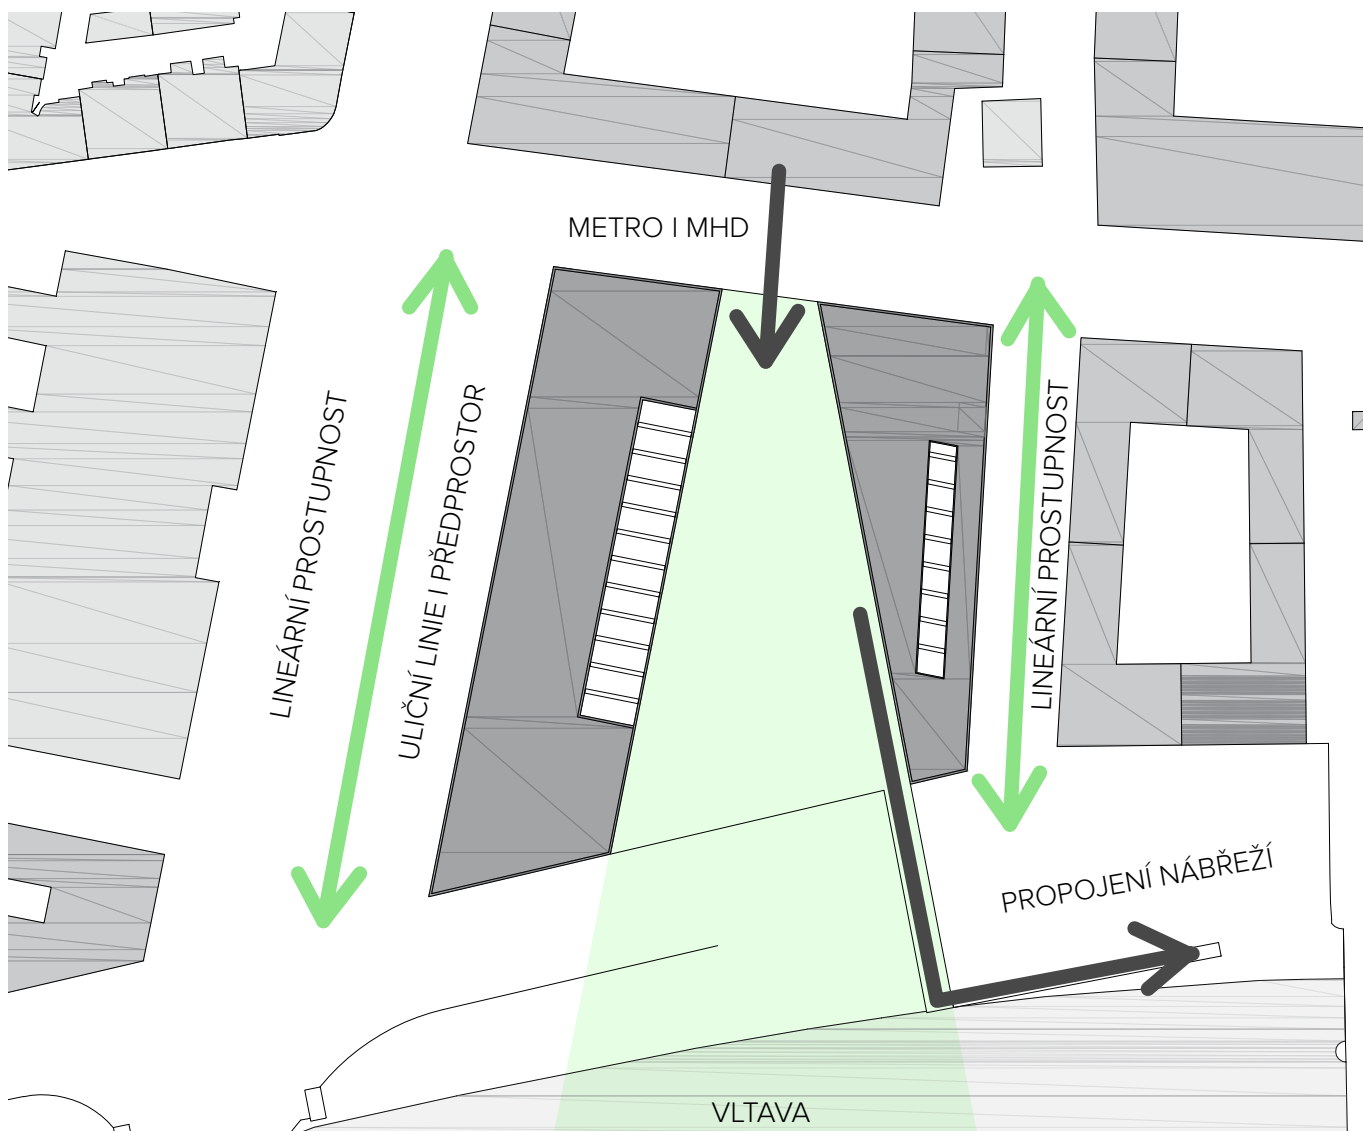 METRO I MHD
LINEÁRNÍ PROSTUPNOST
ULIČNÍ LINIE I PŘEDPROSTOR
LINEÁRNÍ PROSTUPNOST
PROPOJENÍ NÁBŘEŽÍ
VLTAVA